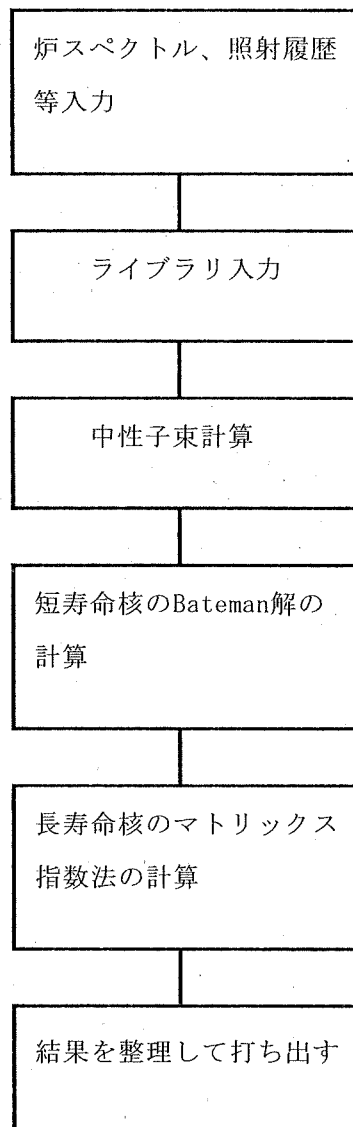 炉スペクトル、照射履歴
等入力
ライブラリ入力
中性子束計算
短寿命核のBateman解の
計算
長寿命核のマトリックス
指数法の計算
結果を整理して打ち出す